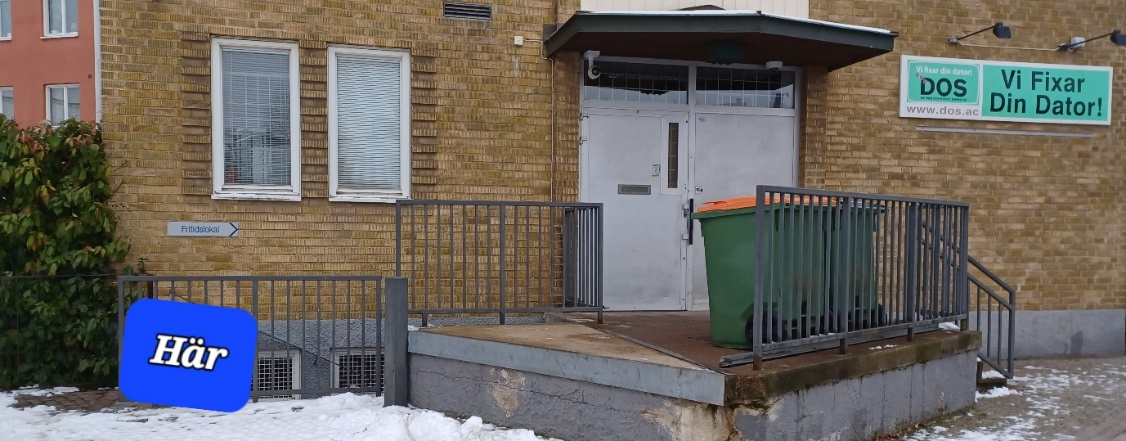 Vi fixar din dator!
DOS
www.dos.ac
Vi Fixar
Din Dator!
Fritidslokal
Här